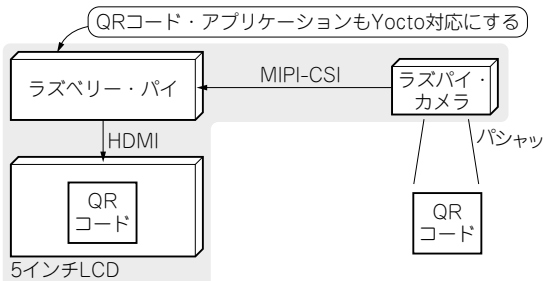 QRコード・アプリケーションもYocto対応にする
ラズベリー・パイ
MIPI-CSI
ラズパイ・
カメラ
HDMI
パシャッ
QR
コード
QR
コード
5インチLCD